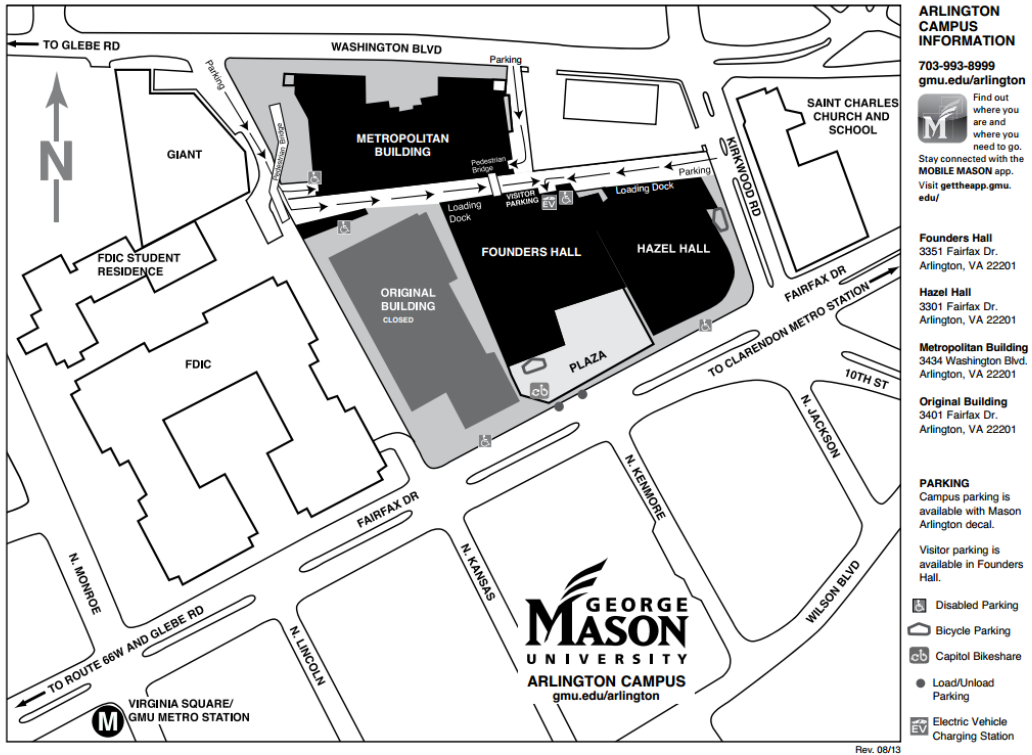 TO GLEBE RD
WASHINGTON BLVD
Parking
Parking
N
GIANT
Pedestrian Bridge
METROPOLITAN
BUILDING
Pedestrian
Bridge
VISITOR
PARKING
EV
Loading
Dock
Loading Dock
Parking
KIRKWOOD RD
SAINT CHARLES
CHURCH AND
SCHOOL
FDIC STUDENT
RESIDENCE
FDIC
ORIGINAL
BUILDING
CLOSED
FOUNDERS HALL
HAZEL HALL
PLAZA
cb
FAIRFAX DR
TO CLARENDON METRO STATION
10TH ST
N. JACKSON
N. KENMORE
WILSON BLVD
FAIRFAX DR
N. KANSAS
N. LINCOLN
N. MONROE
TO ROUTE 66W AND GLEBE RD
M
VIRGINIA SQUARE/
GMU METRO STATION
GEORGE
MASON
UNIVERSITY
ARLINGTON CAMPUS
gmu.edu/arlington
ARLINGTON
CAMPUS
INFORMATION
703-993-8999
gmu.edu/arlington
M
Find out
where you
are and
where you
need to go.
Stay connected with the
MOBILE MASON app.
Visit gettheapp.gmu.
edu/
Founders Hall
3351 Fairfax Dr.
Arlington, VA 22201
Hazel Hall
3301 Fairfax Dr.
Arlington, VA 22201
Metropolitan Building
3434 Washington Blvd.
Arlington, VA 22201
Original Building
3401 Fairfax Dr.
Arlington, VA 22201
PARKING
Campus parking is
available with Mason
Arlington decal.
Visitor parking is
available in Founders
Hall.
Disabled Parking
Bicycle Parking
cb Capitol Bikeshare
Load/Unload
Parking
EV Electric Vehicle
Charging Station
Rev. 08/13